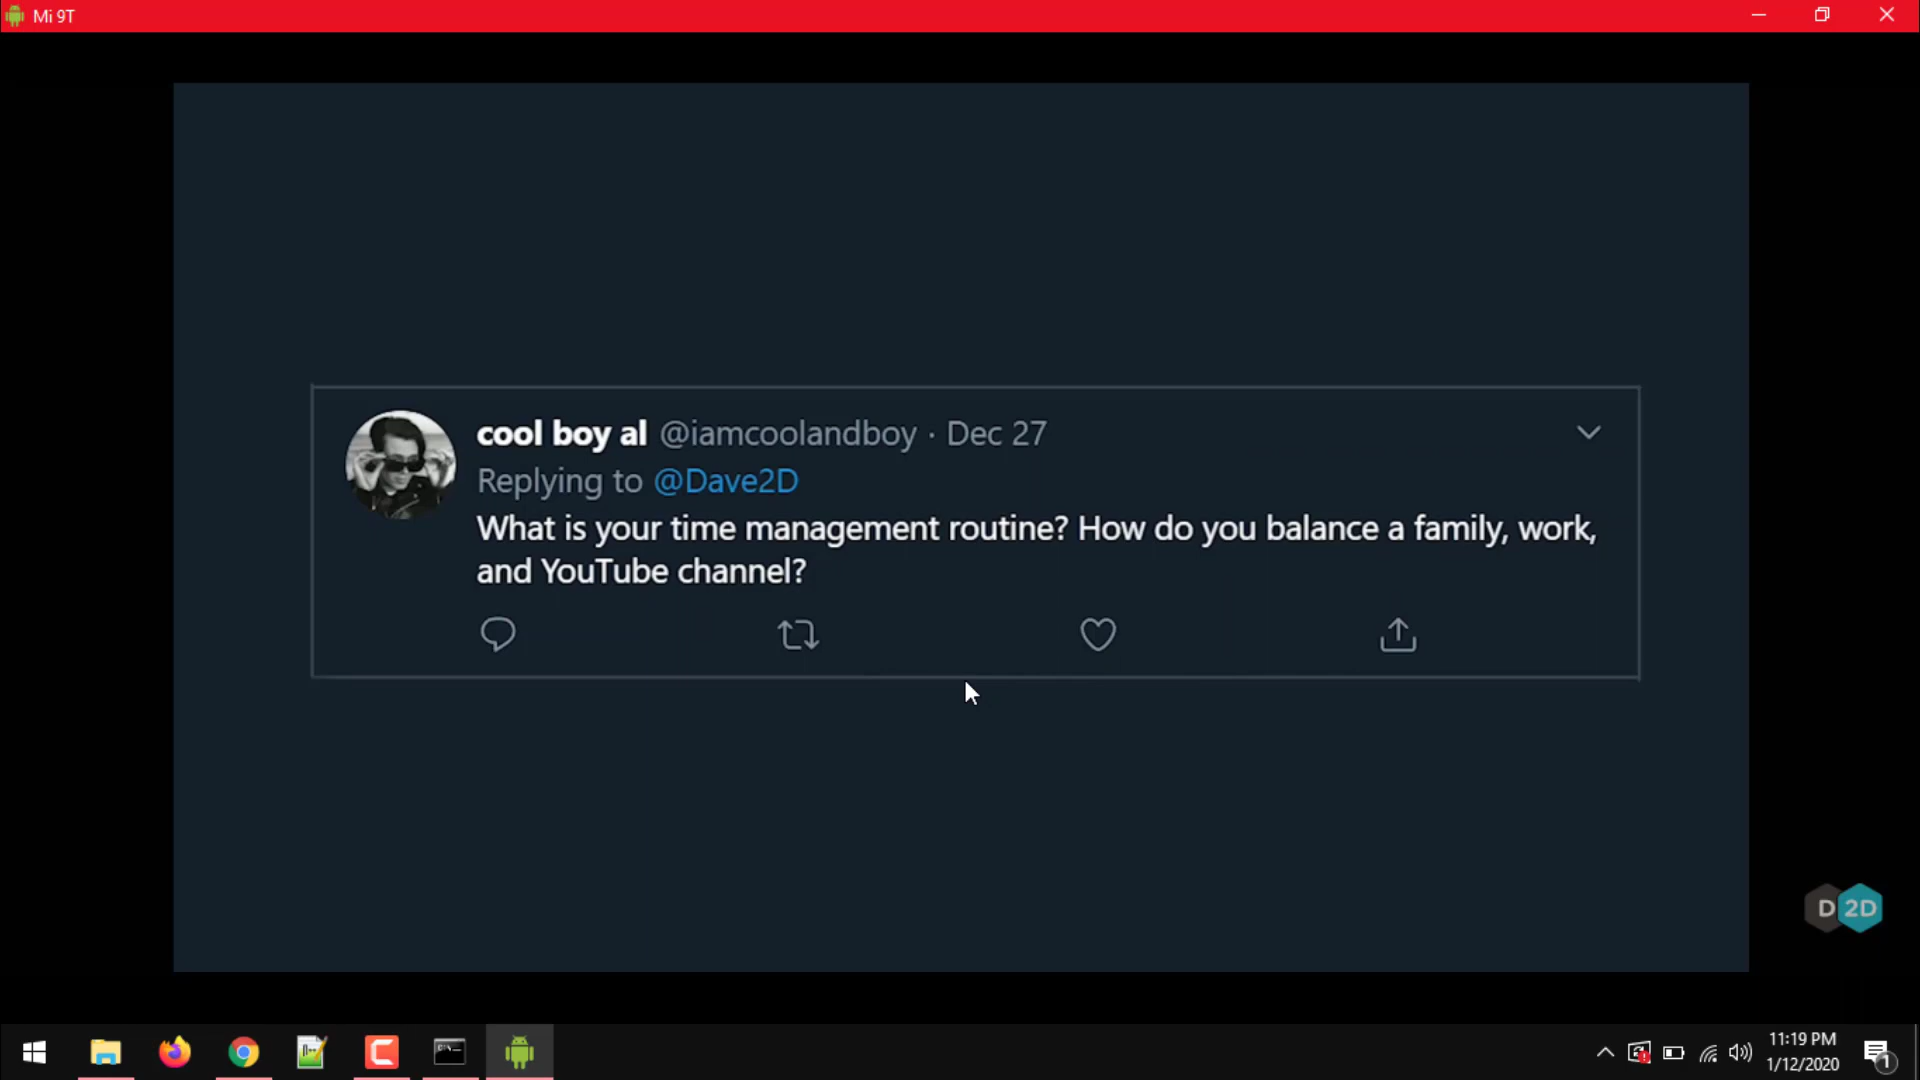 Mi 9T
cool boy al @iamcoolandboy · Dec 27
Replying to @Dave2D
What is your time management routine? How do you balance a family, work,
and YouTube channel?
D 2D
11:19 PM
1/12/2020
1